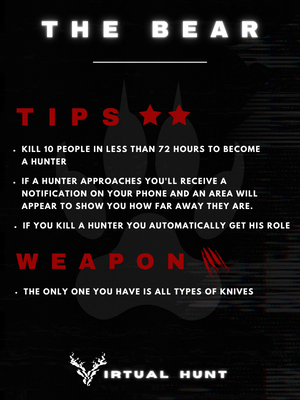 THE BEAR
TIPS
• KILL 10 PEOPLE IN LESS THAN 72 HOURS TO BECOME
A HUNTER
• IF A HUNTER APPROACHES YOU'LL RECEIVE A
NOTIFICATION ON YOUR PHONE AND AN AREA WILL
APPEAR TO SHOW YOU HOW FAR AWAY THEY ARE.
• IF YOU KILL A HUNTER YOU AUTOMATICALLY GET HIS ROLE
WEAPON
• THE ONLY ONE YOU HAVE IS ALL TYPES OF KNIVES
VIRTUAL HUNT